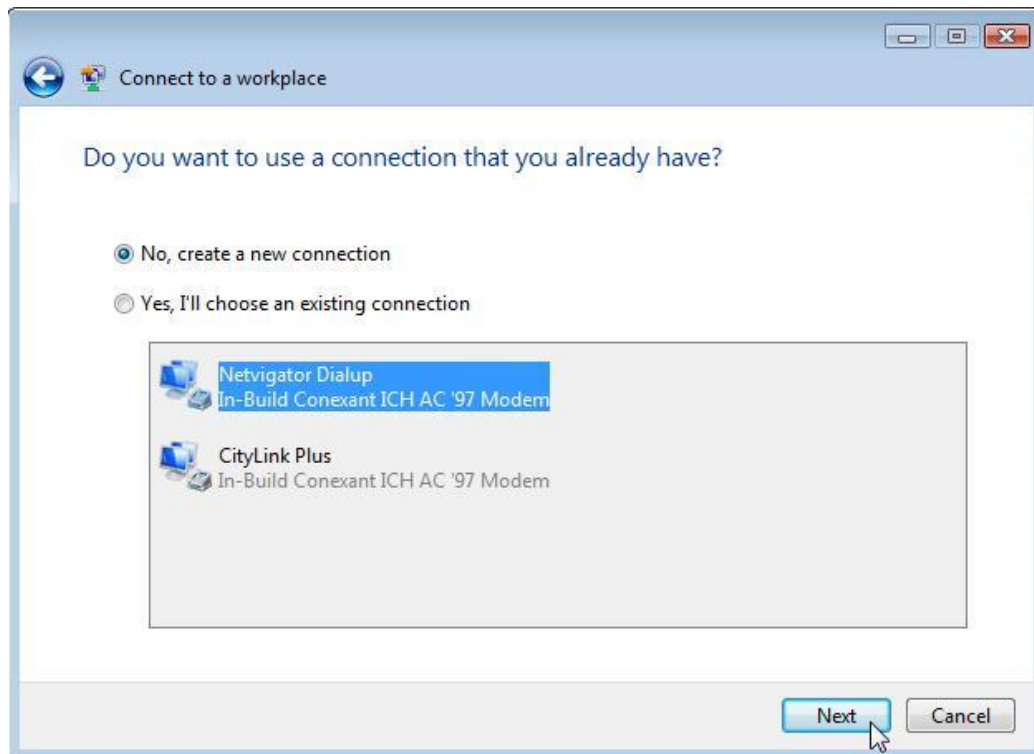 Connect to a workplace
Do you want to use a connection that you already have?
No, create a new connection
Yes, I'll choose an existing connection
Netvigator Dialup
In-Build Conexant ICH AC '97 Modem
CityLink Plus
In-Build Conexant ICH AC '97 Modem
Next Cancel